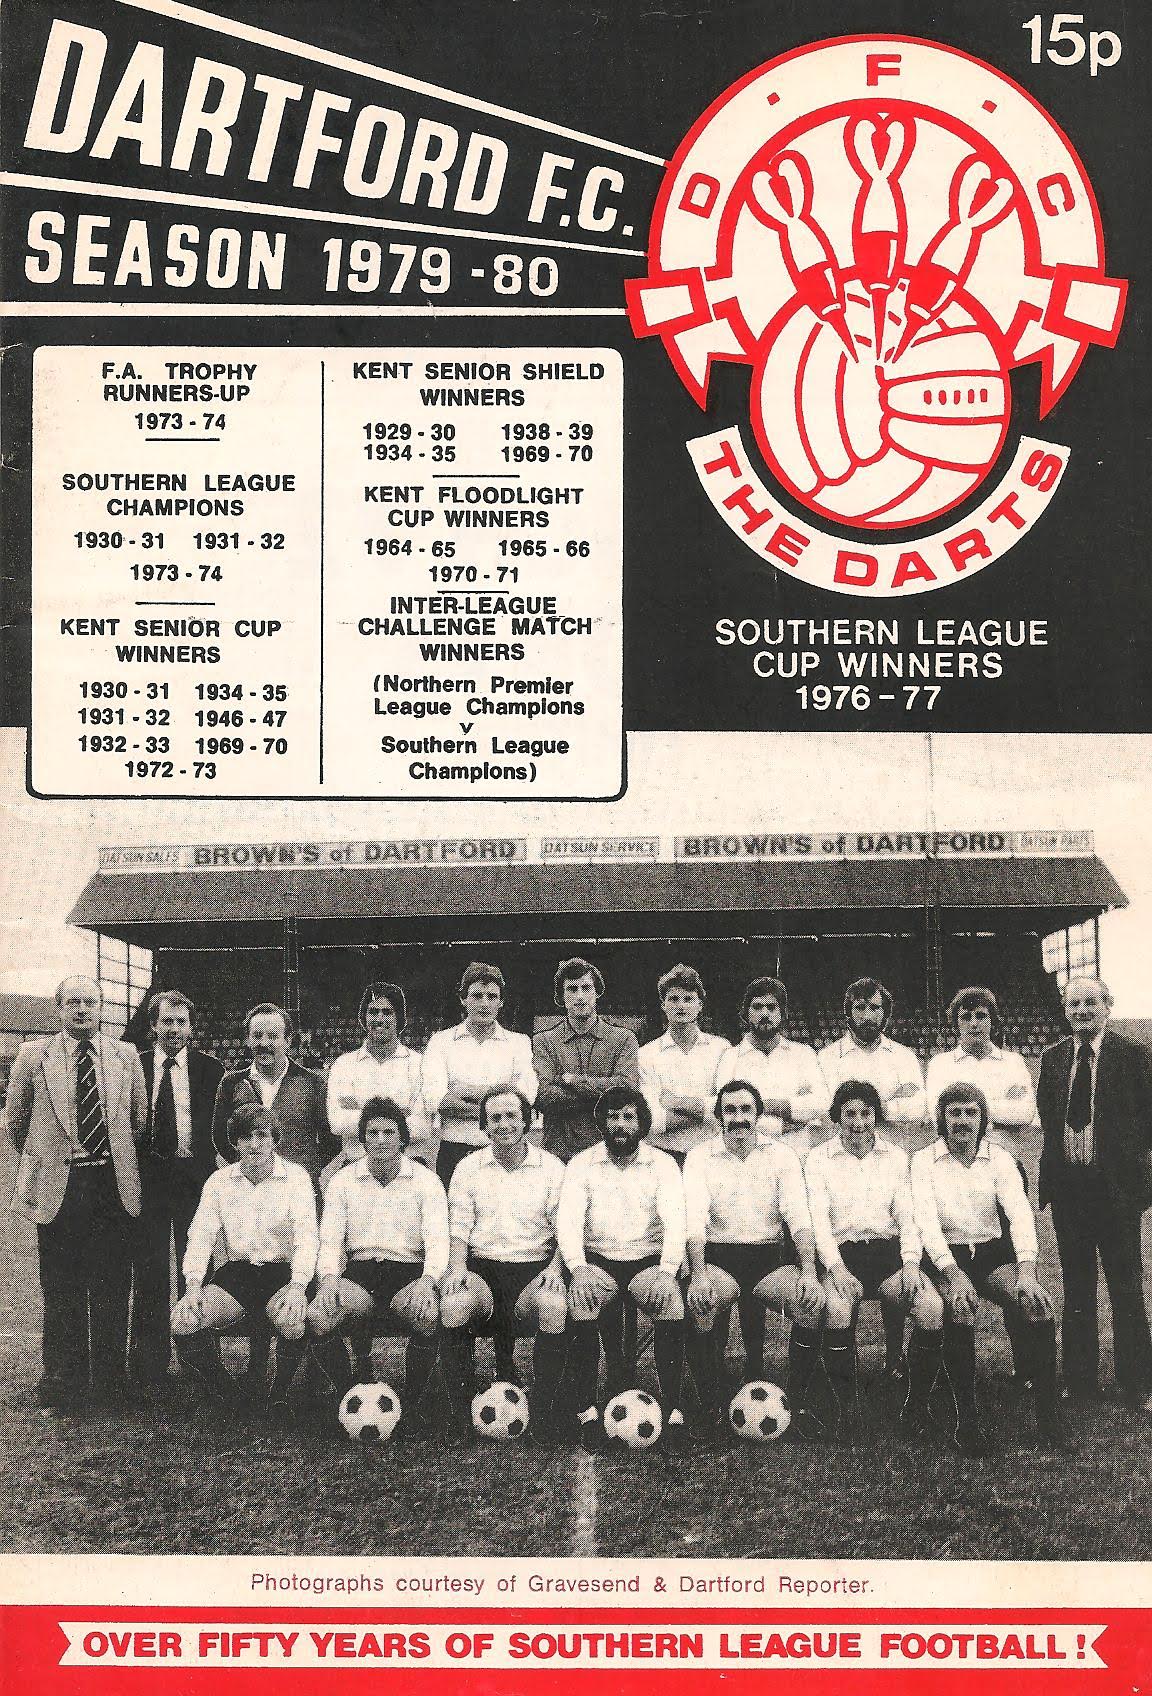 15p
DARTFORD F.C.
SEASON 1979-80
D . F . C
THE DARTS
SOUTHERN LEAGUE
CUP WINNERS
1976-77
F.A. TROPHY
RUNNERS-UP
1973-74
SOUTHERN LEAGUE
CHAMPIONS
1930-31 1931-32
1973-74
KENT SENIOR CUP
WINNERS
1930-31 1934-35
1931-32 1946-47
1932-33 1969-70
1972-73
KENT SENIOR SHIELD
WINNERS
1929-30 1938-39
1934-35 1969-70
KENT FLOODLIGHT
CUP WINNERS
1964-65 1965-66
1970-71
INTER-LEAGUE
CHALLENGE MATCH
WINNERS
(Northern Premier
League Champions
v
Southern League
Champions)
DATSUN SALES BROWN'S of DARTFORD DATSUN SERVICE BROWN'S of DARTFORD DATSUN PARTS
Photographs courtesy of Gravesend & Dartford Reporter.
OVER FIFTY YEARS OF SOUTHERN LEAGUE FOOTBALL!